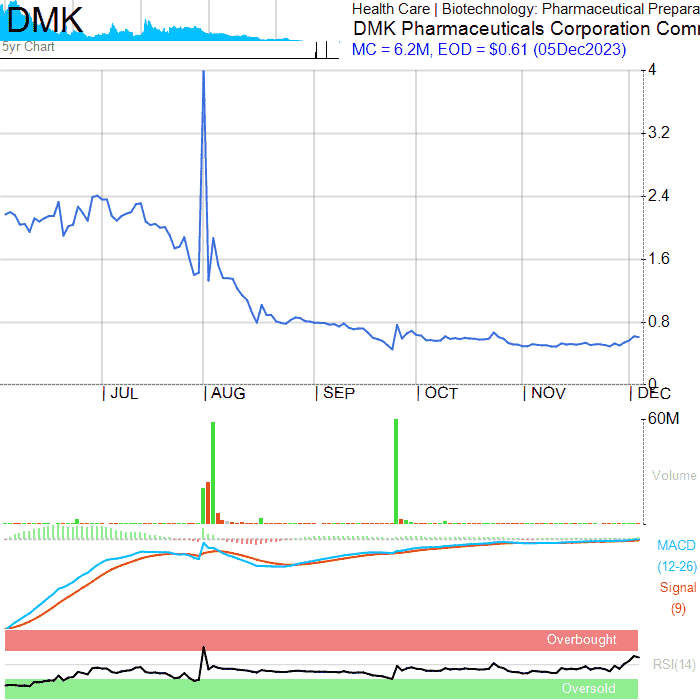 DMK
Health Care | Biotechnology: Pharmaceutical Prepara
DMK Pharmaceuticals Corporation Com
5yr Chart
MC = 6.2M, EOD = $0.61 (05Dec2023)
4
3.2
2.4
1.6
0.8
0
| JUL | AUG | SEP | OCT | NOV | DEC
60M
Volume
MACD
(12-26)
Signal
(9)
Overbought
RSI(14)
Oversold